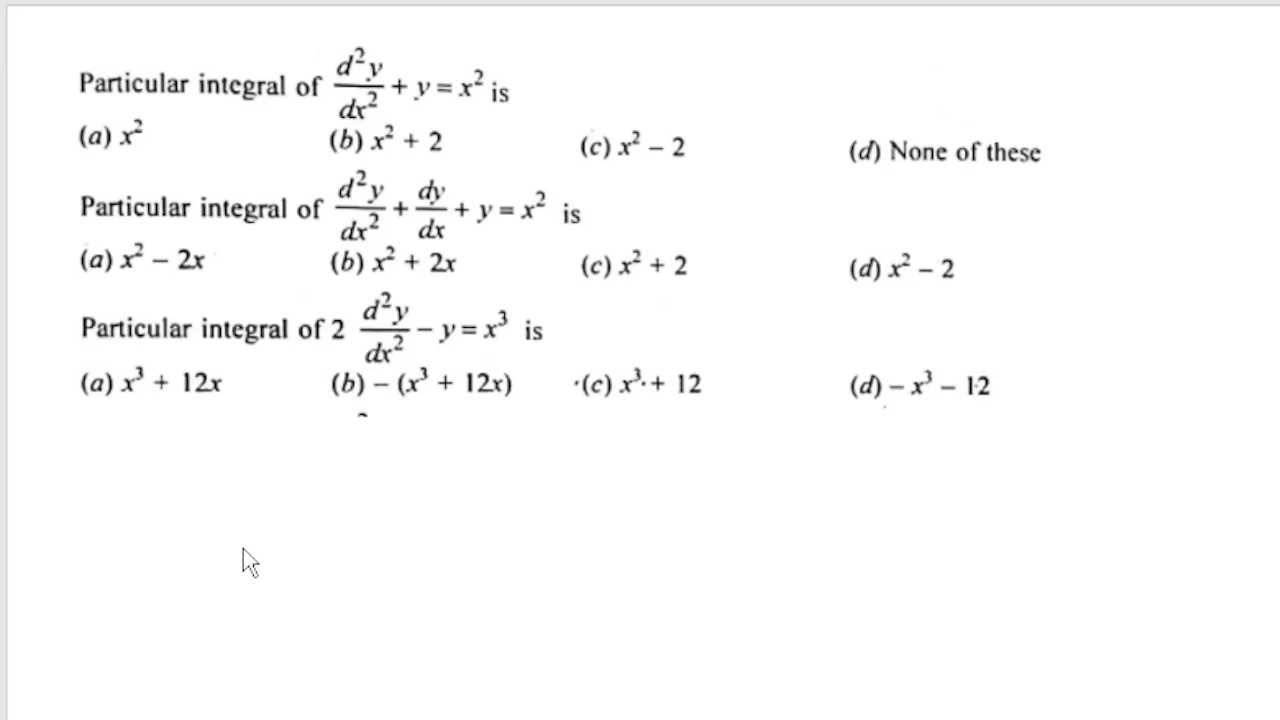 Particular integral of d²y/dx² + y = x² is
(a) x² (b) x² + 2 (c) x² – 2 (d) None of these
Particular integral of d²y/dx² + dy/dx + y = x² is
(a) x² – 2x (b) x² + 2x (c) x² + 2 (d) x² – 2
Particular integral of 2 d²y/dx² – y = x³ is
(a) x³ + 12x (b) – (x³ + 12x) (c) x³ + 12 (d) – x³ – 12